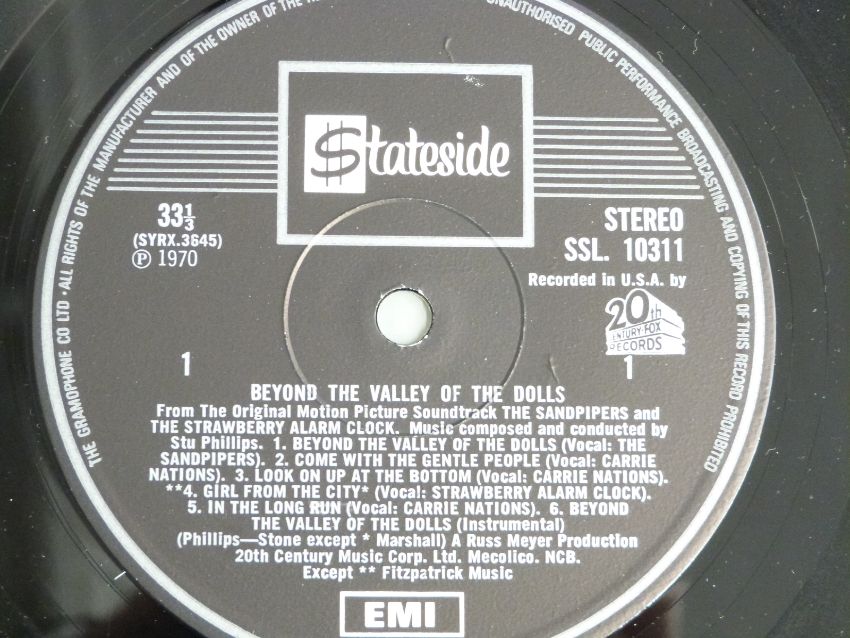 THE GRAMOPHONE CO LTD · ALL RIGHTS OF THE MANUFACTURER AND OF THE OWNER OF THE
UNAUTHORISED PUBLIC PERFORMANCE BROADCASTING AND COPYING OF THIS RECORD PROHIBITED
$tateside
33⅓
(SYRX.3645)
Ⓟ 1970
STEREO
SSL. 10311
Recorded in U.S.A. by
20th
CENTURY-FOX
RECORDS
1
1
BEYOND THE VALLEY OF THE DOLLS
From The Original Motion Picture Soundtrack THE SANDPIPERS and
THE STRAWBERRY ALARM CLOCK. Music composed and conducted by
Stu Phillips. 1. BEYOND THE VALLEY OF THE DOLLS (Vocal: THE
SANDPIPERS). 2. COME WITH THE GENTLE PEOPLE (Vocal: CARRIE
NATIONS). 3. LOOK ON UP AT THE BOTTOM (Vocal: CARRIE NATIONS).
**4. GIRL FROM THE CITY* (Vocal: STRAWBERRY ALARM CLOCK).
5. IN THE LONG RUN (Vocal: CARRIE NATIONS). 6. BEYOND
THE VALLEY OF THE DOLLS (Instrumental)
(Phillips—Stone except * Marshall) A Russ Meyer Production
20th Century Music Corp. Ltd. Mecolico. NCB.
Except ** Fitzpatrick Music
EMI